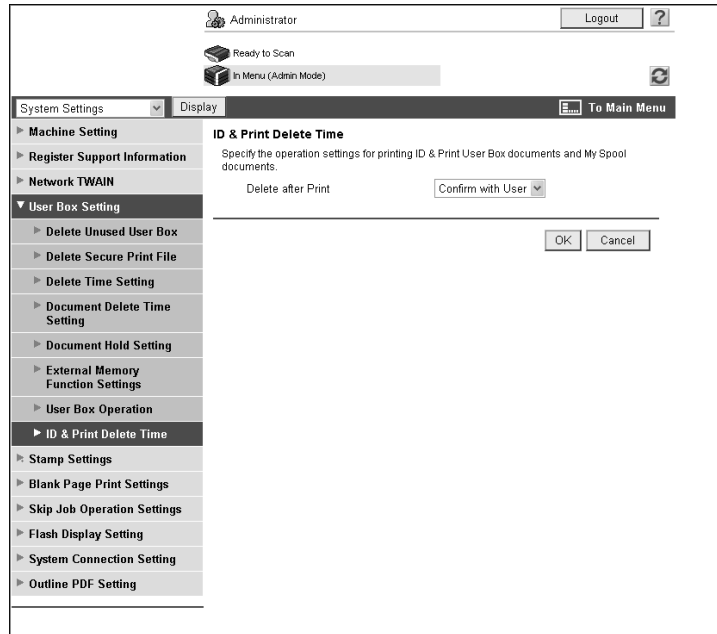 Administrator
Logout
?
Ready to Scan
In Menu (Admin Mode)
System Settings
Display
To Main Menu
Machine Setting
Register Support Information
Network TWAIN
User Box Setting
Delete Unused User Box
Delete Secure Print File
Delete Time Setting
Document Delete Time
Setting
Document Hold Setting
External Memory
Function Settings
User Box Operation
ID & Print Delete Time
Stamp Settings
Blank Page Print Settings
Skip Job Operation Settings
Flash Display Setting
System Connection Setting
Outline PDF Setting
ID & Print Delete Time
Specify the operation settings for printing ID & Print User Box documents and My Spool
documents.
Delete after Print
Confirm with User
OK
Cancel